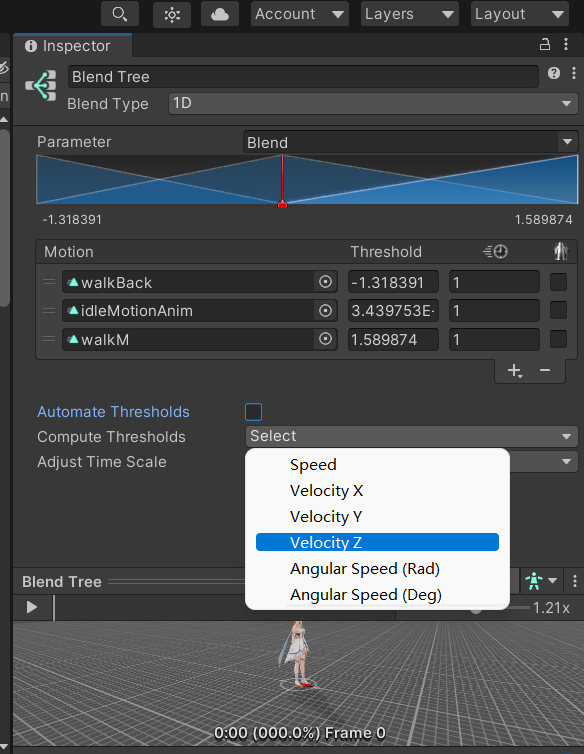 Account Layers Layout
Inspector
Blend Tree
Blend Type 1D
n
Parameter Blend
-1.318391 1.589874
Motion Threshold
walkBack -1.318391 1
idleMotionAnim 3.439753E- 1
walkM 1.589874 1
+ −
Automate Thresholds
Compute Thresholds Select
Adjust Time Scale
Speed
Velocity X
Velocity Y
Velocity Z
Angular Speed (Rad)
Angular Speed (Deg)
Blend Tree
1.21x
0:00 (000.0%) Frame 0